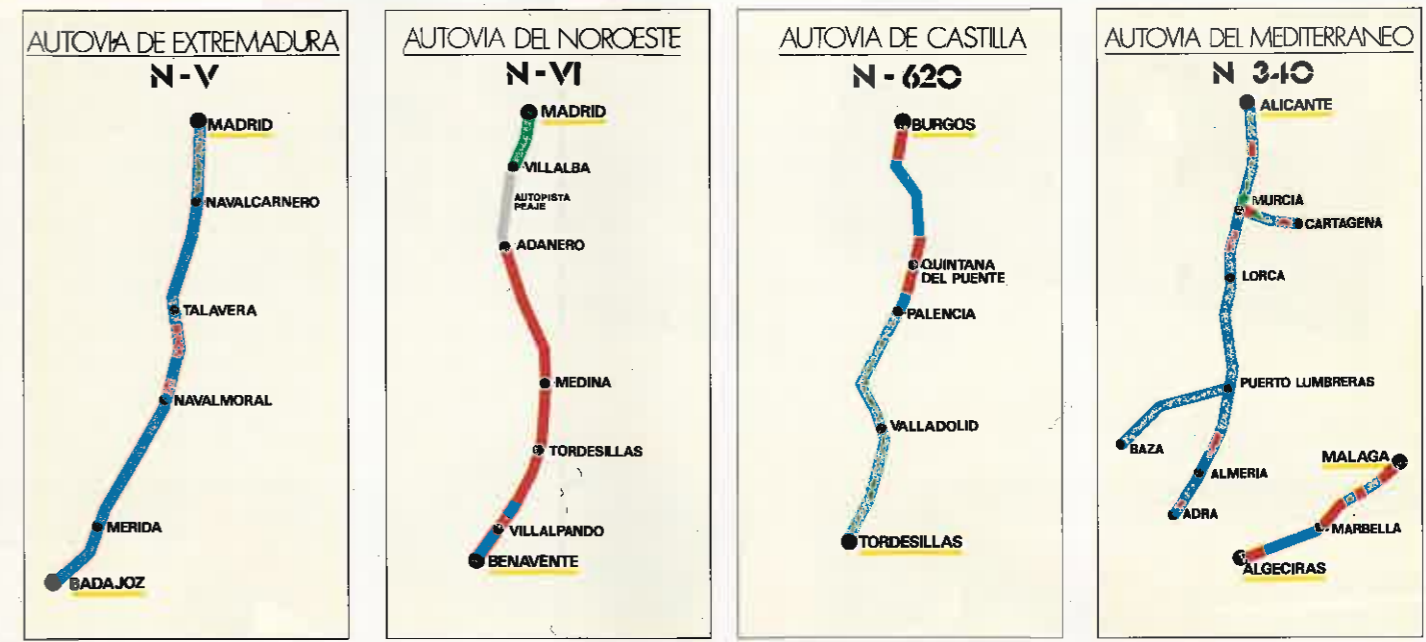 AUTOVIA DE EXTREMADURA
N-V
MADRID
NAVALCARNERO
TALAVERA
NAVALMORAL
MERIDA
BADAJOZ
AUTOVIA DEL NOROESTE
N-VI
MADRID
VILLALBA
AUTOPISTA
PEAJE
ADANERO
MEDINA
TORDESILLAS
VILLALPANDO
BENAVENTE
AUTOVIA DE CASTILLA
N-620
BURGOS
QUINTANA
DEL PUENTE
PALENCIA
VALLADOLID
TORDESILLAS
AUTOVIA DEL MEDITERRANEO
N 340
ALICANTE
MURCIA
CARTAGENA
LORCA
PUERTO LUMBRERAS
BAZA
ALMERIA
ADRA
MALAGA
MARBELLA
ALGECIRAS